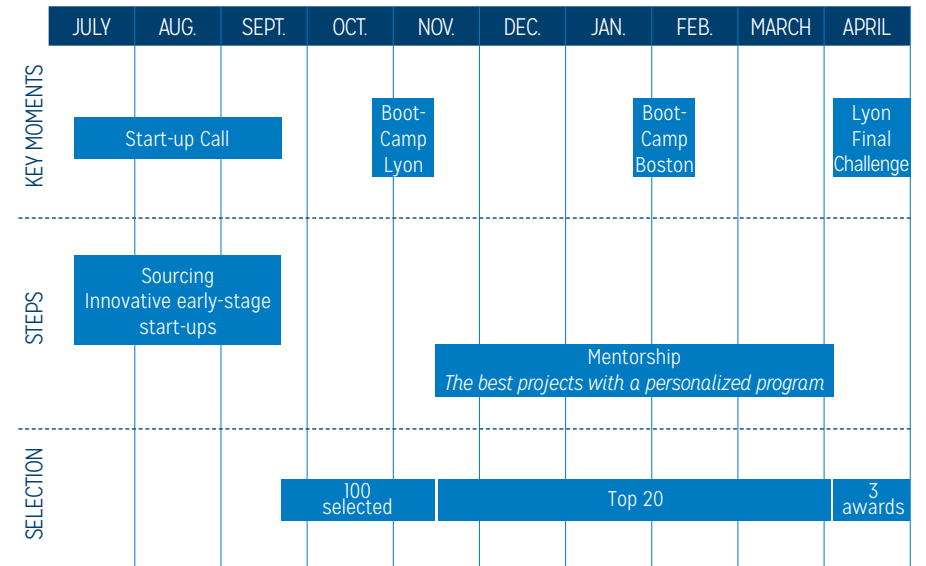 JULY AUG. SEPT. OCT. NOV. DEC. JAN. FEB. MARCH APRIL
KEY MOMENTS
Start-up Call
Boot-
Camp
Lyon
Boot-
Camp
Boston
Lyon
Final
Challenge
STEPS
Sourcing
Innovative early-stage
start-ups
Mentorship
The best projects with a personalized program
SELECTION
100
selected
Top 20
3
awards